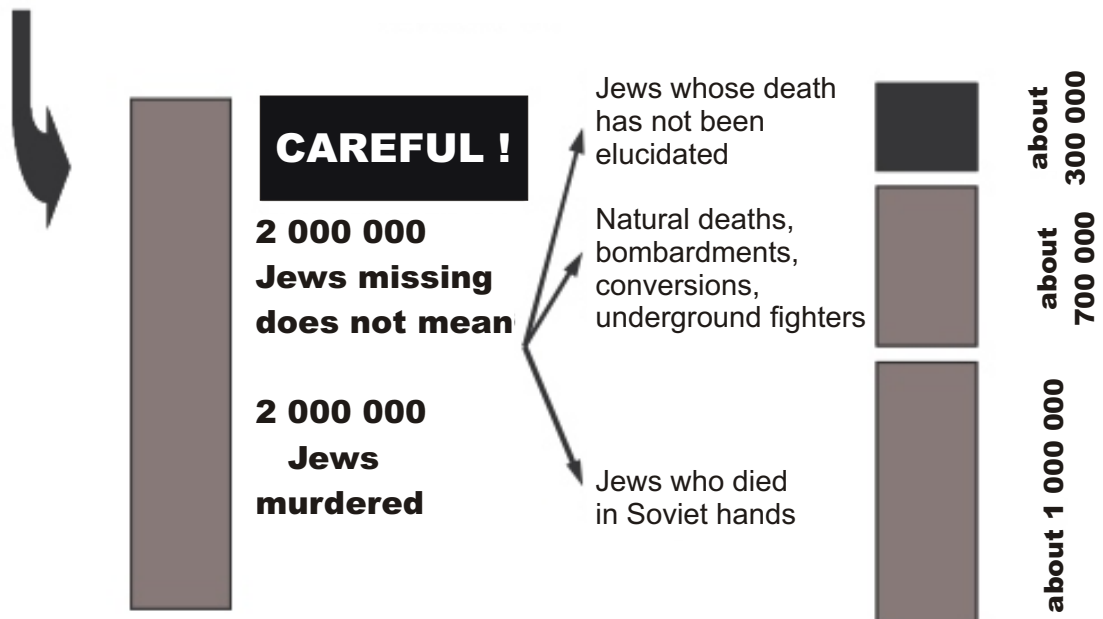 CAREFUL !
2 000 000
Jews missing
does not mean
2 000 000
Jews
murdered
Jews whose death
has not been
elucidated
about
300 000
Natural deaths,
bombardments,
conversions,
underground fighters
about
700 000
Jews who died
in Soviet hands
about 1 000 000